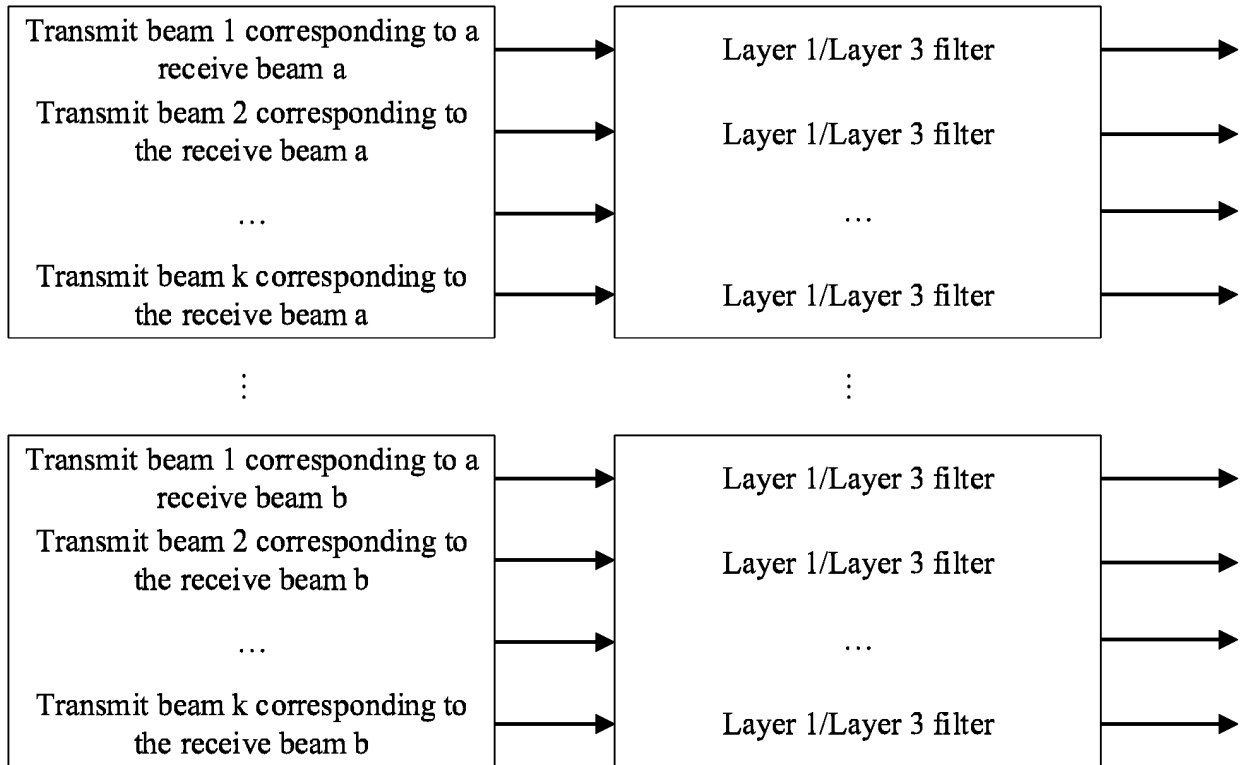 Transmit beam 1 corresponding to a
receive beam a
Layer 1/Layer 3 filter
Transmit beam 2 corresponding to
the receive beam a
Layer 1/Layer 3 filter
...
...
Transmit beam k corresponding to
the receive beam a
Layer 1/Layer 3 filter
⋮
⋮
Transmit beam 1 corresponding to a
receive beam b
Layer 1/Layer 3 filter
Transmit beam 2 corresponding to
the receive beam b
Layer 1/Layer 3 filter
...
...
Transmit beam k corresponding to
the receive beam b
Layer 1/Layer 3 filter